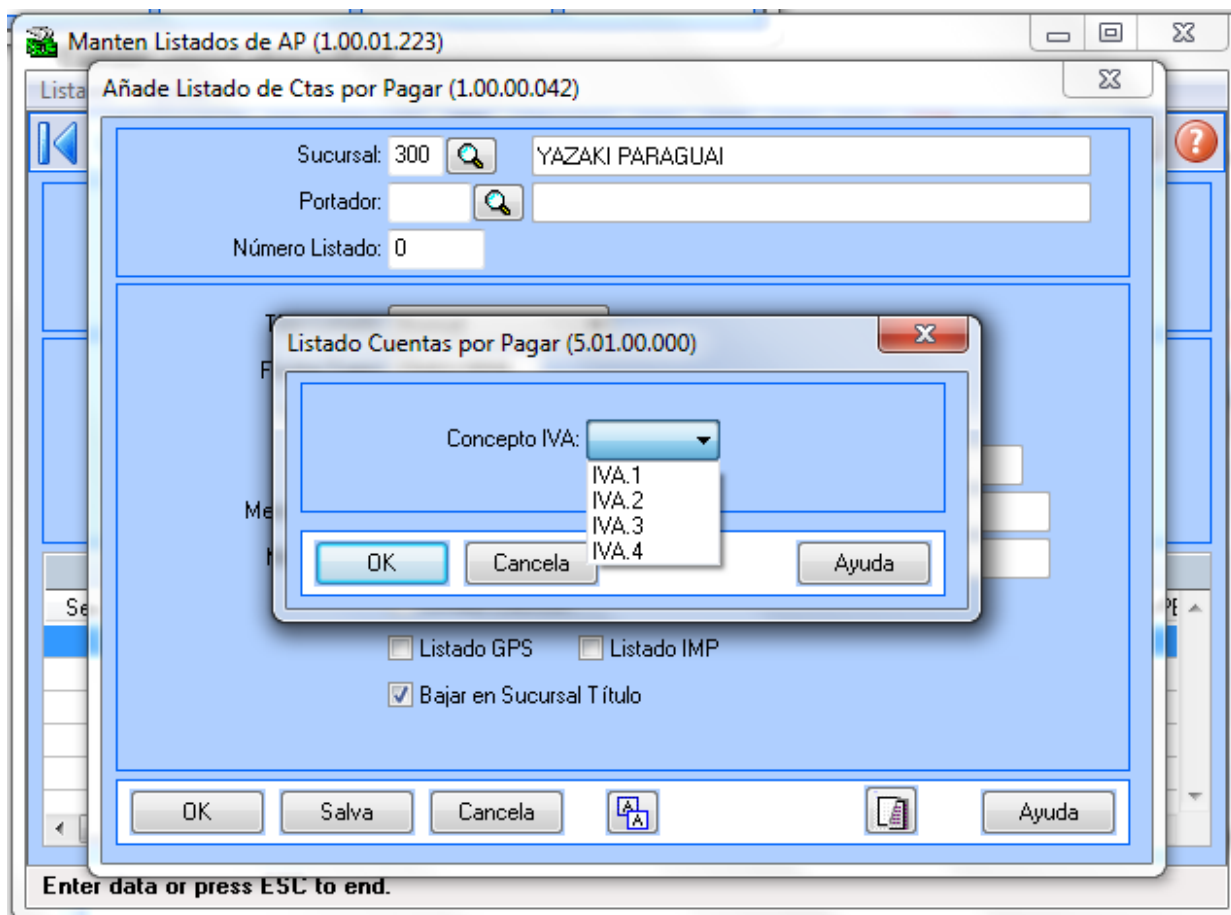 Manten Listados de AP (1.00.01.223)
Lista
Añade Listado de Ctas por Pagar (1.00.00.042)
Sucursal: 300 YAZAKI PARAGUAI
Portador:
Número Listado: 0
Listado Cuentas por Pagar (5.01.00.000)
Concepto IVA:
IVA.1
IVA.2
IVA.3
IVA.4
OK Cancela Ayuda
Me
Se
Listado GPS Listado IMP
Bajar en Sucursal Título
OK Salva Cancela Ayuda
Enter data or press ESC to end.